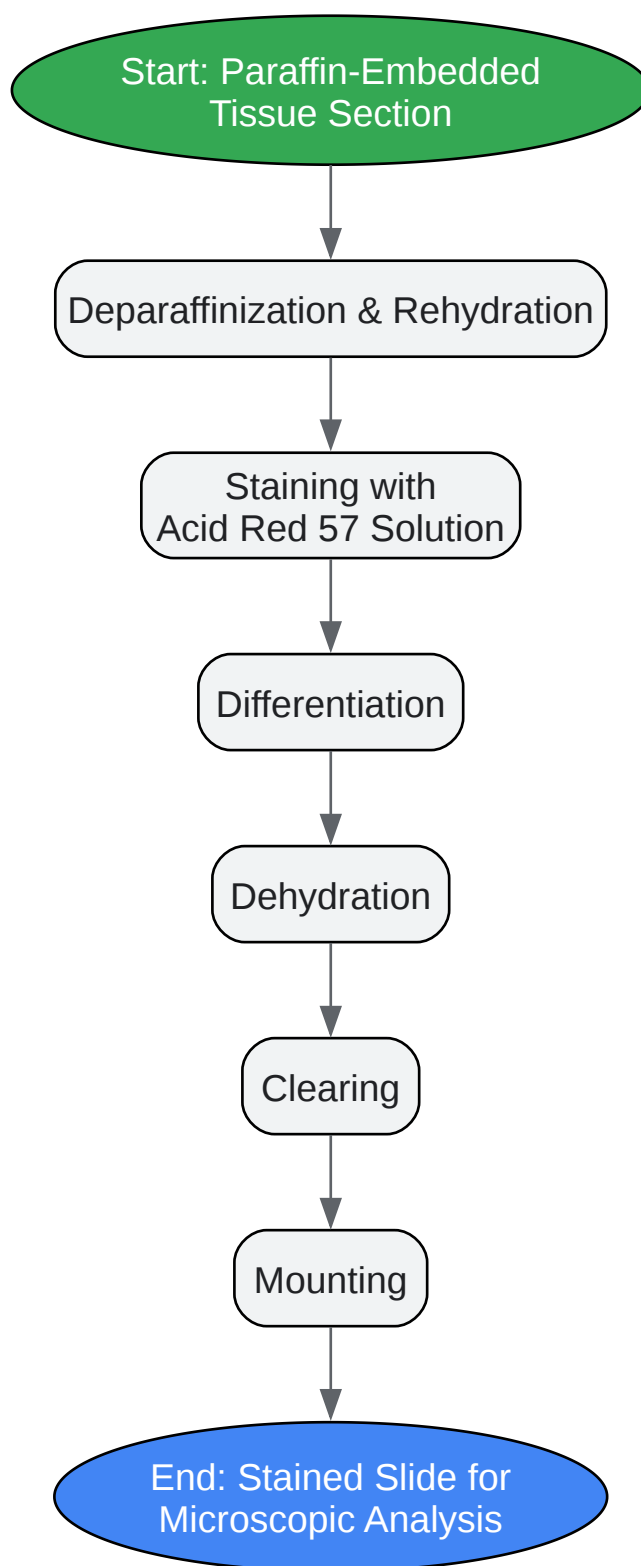 Start: Paraffin-Embedded
Tissue Section
Deparaffinization & Rehydration
Staining with
Acid Red 57 Solution
Differentiation
Dehydration
Clearing
Mounting
End: Stained Slide for
Microscopic Analysis